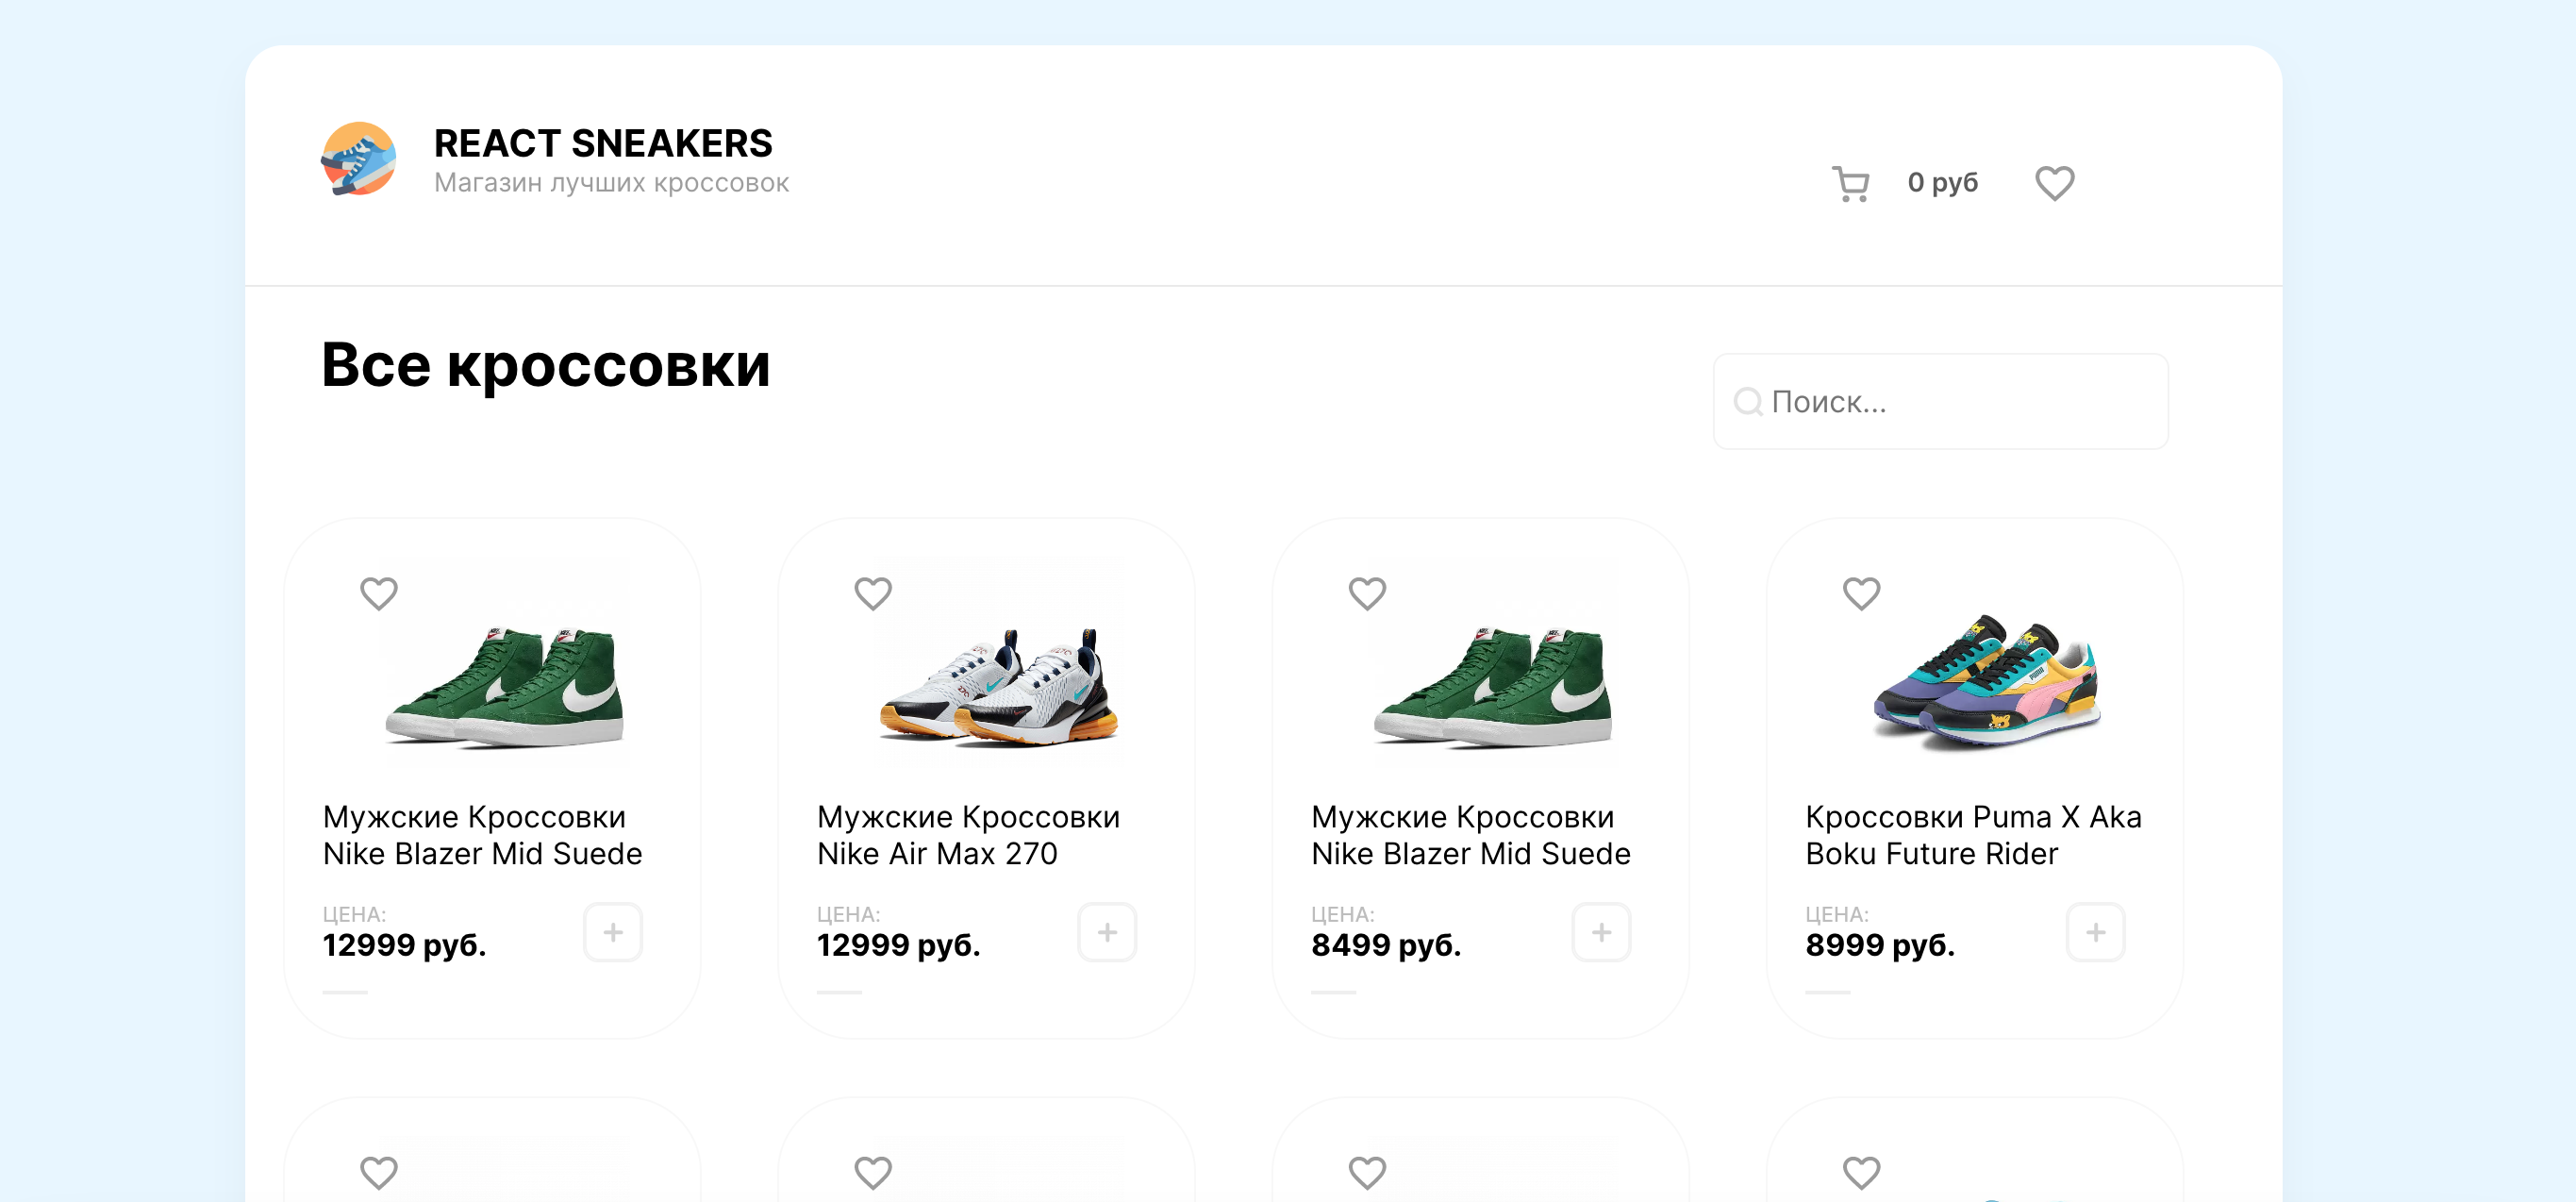 REACT SNEAKERS
Магазин лучших кроссовок
0 руб
Все кроссовки
Поиск...
Мужские Кроссовки
Nike Blazer Mid Suede
ЦЕНА:
12999 руб.
Мужские Кроссовки
Nike Air Max 270
ЦЕНА:
12999 руб.
Мужские Кроссовки
Nike Blazer Mid Suede
ЦЕНА:
8499 руб.
Кроссовки Puma X Aka
Boku Future Rider
ЦЕНА:
8999 руб.